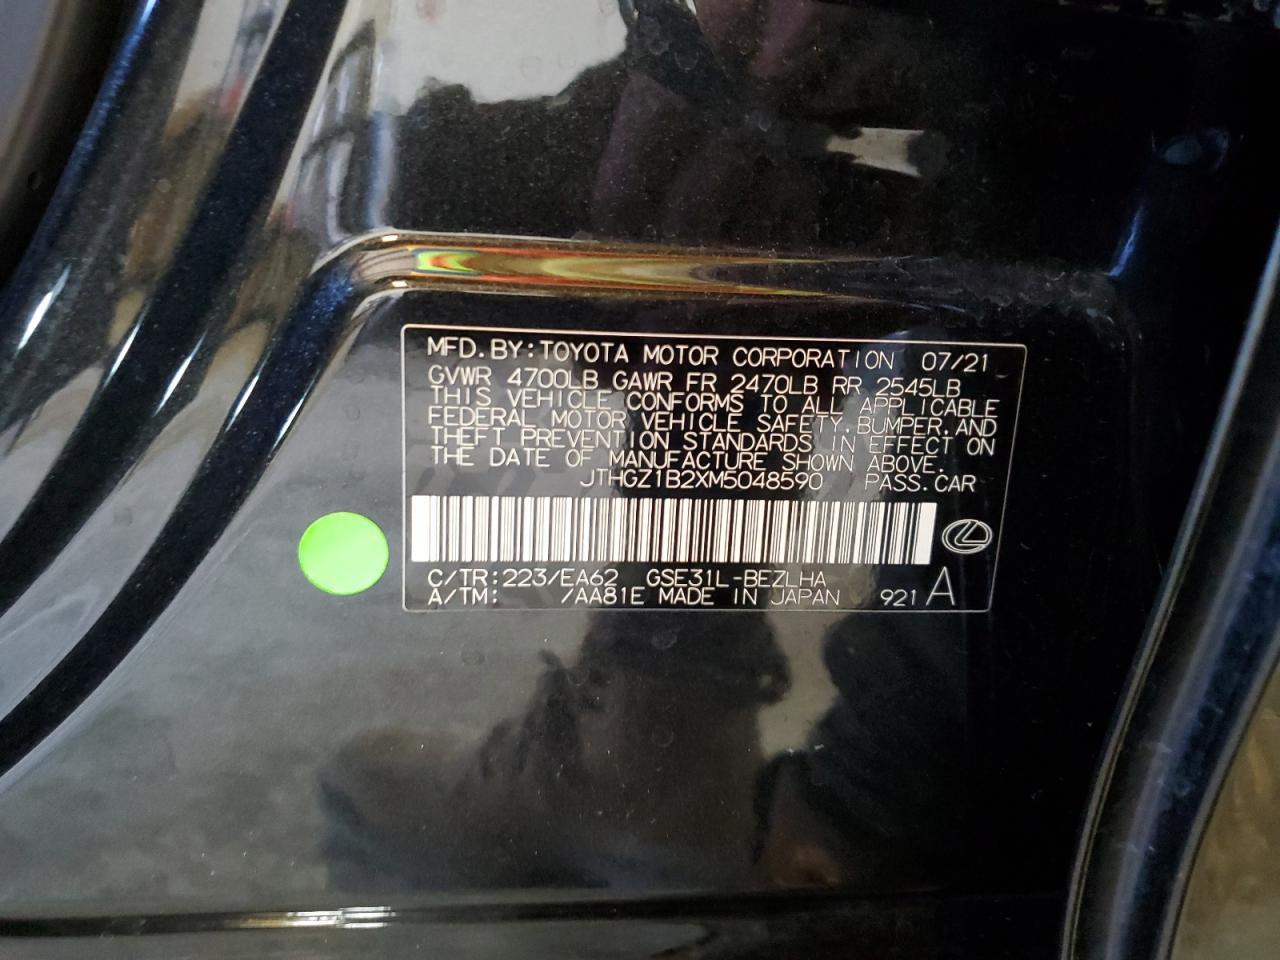 MFD.BY:TOYOTA MOTOR CORPORATION 07/21
GVWR 4700LB GAWR FR 2470LB RR 2545LB
THIS VEHICLE CONFORMS TO ALL APPLICABLE
FEDERAL MOTOR VEHICLE SAFETY,BUMPER,AND
THEFT PREVENTION STANDARDS IN EFFECT ON
THE DATE OF MANUFACTURE SHOWN ABOVE.
JTHGZ1B2XM5048590 PASS.CAR
C/TR:223/EA62 GSE31L-BEZLHA
A/TM: /AA81E MADE IN JAPAN 921 A